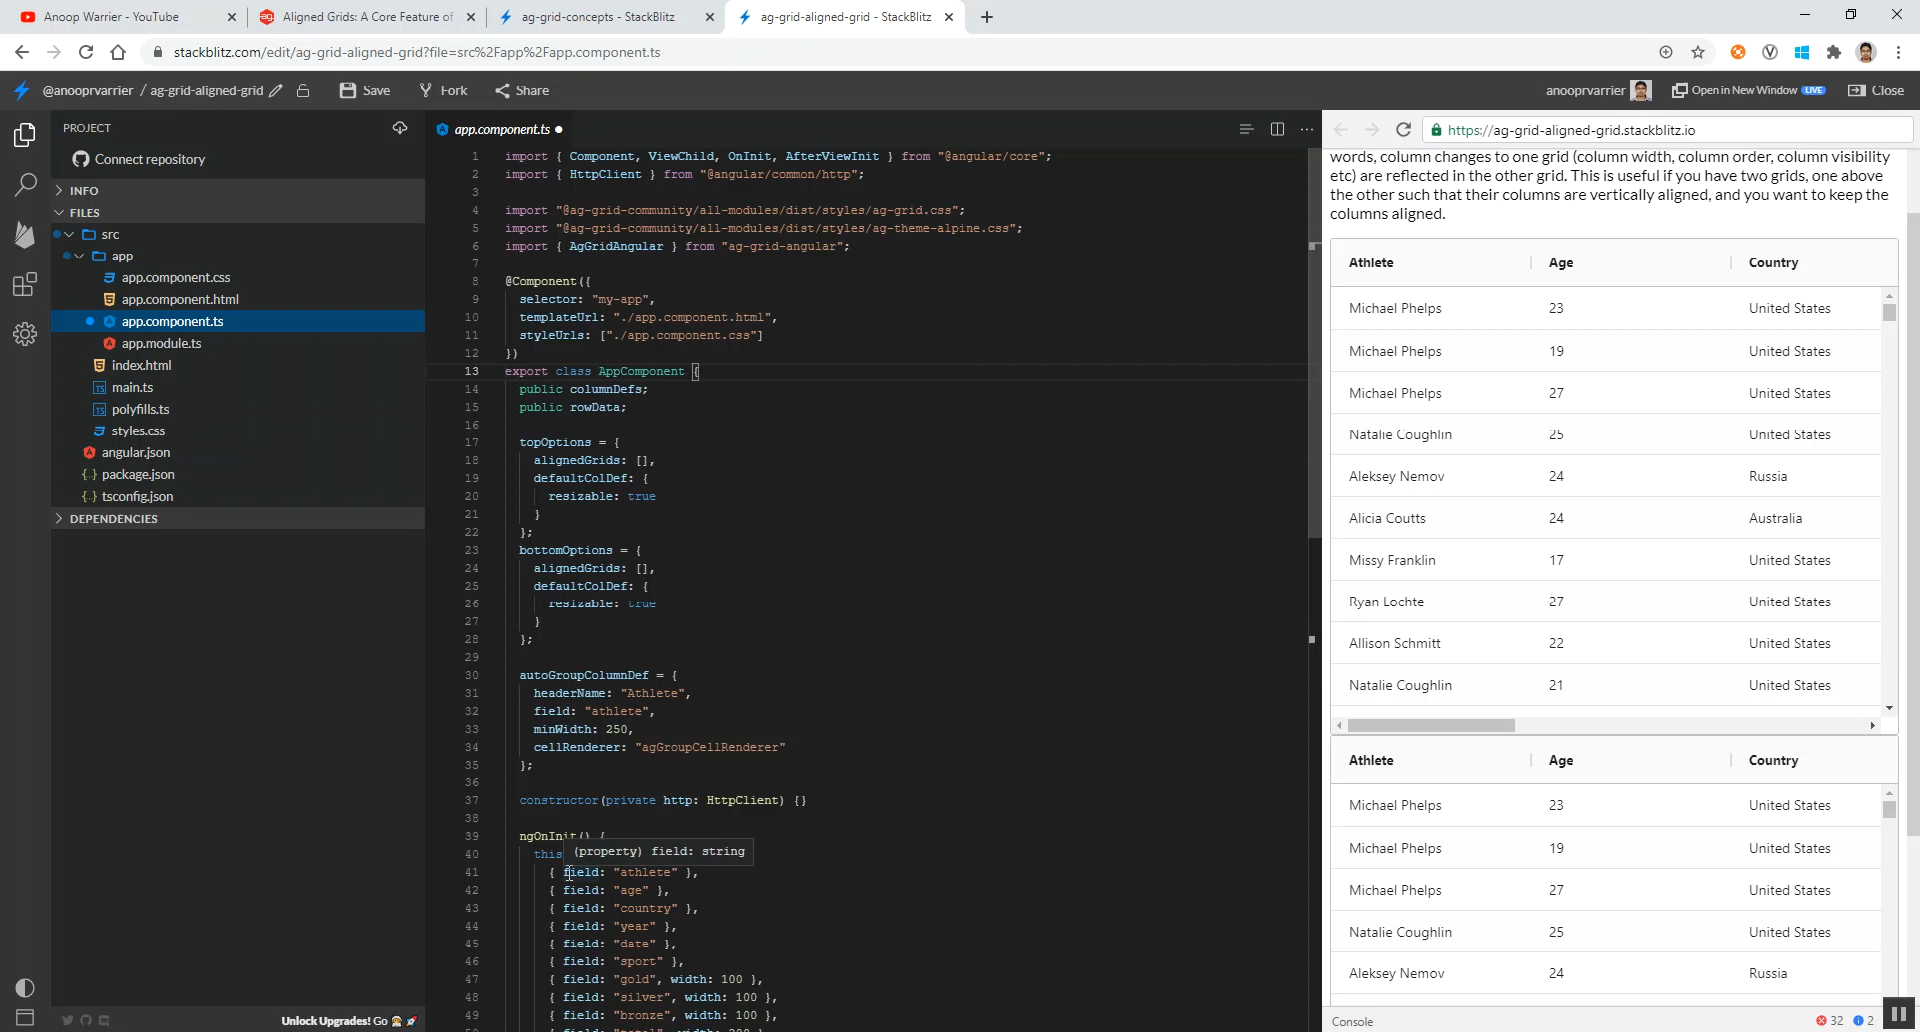 Anoop Warrier - YouTube
Aligned Grids: A Core Feature of
ag-grid-concepts - StackBlitz
ag-grid-aligned-grid - StackBlitz
stackblitz.com/edit/ag-grid-aligned-grid?file=src%2Fapp%2Fapp.component.ts
@anooprvarrier / ag-grid-aligned-grid
Save
Fork
Share
anooprvarrier
Open in New Window LIVE
Close
PROJECT
Connect repository
INFO
FILES
src
app
app.component.css
app.component.html
app.component.ts
app.module.ts
index.html
main.ts
polyfills.ts
styles.css
angular.json
package.json
tsconfig.json
DEPENDENCIES
Unlock Upgrades! Go
app.component.ts
1 import { Component, ViewChild, OnInit, AfterViewInit } from "@angular/core";
2 import { HttpClient } from "@angular/common/http";
3
4 import "@ag-grid-community/all-modules/dist/styles/ag-grid.css";
5 import "@ag-grid-community/all-modules/dist/styles/ag-theme-alpine.css";
6 import { AgGridAngular } from "ag-grid-angular";
7
8 @Component({
9 selector: "my-app",
10 templateUrl: "./app.component.html",
11 styleUrls: ["./app.component.css"]
12 })
13 export class AppComponent {
14 public columnDefs;
15 public rowData;
16
17 topOptions = {
18 alignedGrids: [],
19 defaultColDef: {
20 resizable: true
21 }
22 };
23 bottomOptions = {
24 alignedGrids: [],
25 defaultColDef: {
26 resizable: true
27 }
28 };
29
30 autoGroupColumnDef = {
31 headerName: "Athlete",
32 field: "athlete",
33 minWidth: 250,
34 cellRenderer: "agGroupCellRenderer"
35 };
36
37 constructor(private http: HttpClient) {}
38
39 ngOnInit() {
40 this
(property) field: string
41 { field: "athlete" },
42 { field: "age" },
43 { field: "country" },
44 { field: "year" },
45 { field: "date" },
46 { field: "sport" },
47 { field: "gold", width: 100 },
48 { field: "silver", width: 100 },
49 { field: "bronze", width: 100 },
https://ag-grid-aligned-grid.stackblitz.io
words, column changes to one grid (column width, column order, column visibility
etc) are reflected in the other grid. This is useful if you have two grids, one above
the other such that their columns are vertically aligned, and you want to keep the
columns aligned.
Athlete Age Country
Michael Phelps 23 United States
Michael Phelps 19 United States
Michael Phelps 27 United States
Natalie Coughlin 25 United States
Aleksey Nemov 24 Russia
Alicia Coutts 24 Australia
Missy Franklin 17 United States
Ryan Lochte 27 United States
Allison Schmitt 22 United States
Natalie Coughlin 21 United States
Athlete Age Country
Michael Phelps 23 United States
Michael Phelps 19 United States
Michael Phelps 27 United States
Natalie Coughlin 25 United States
Aleksey Nemov 24 Russia
Console
32 2